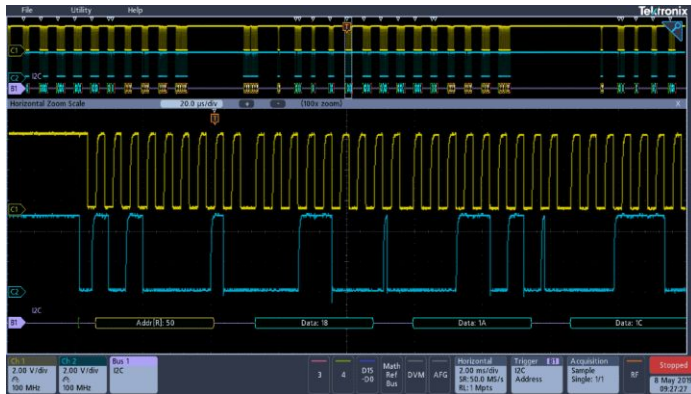 File Utility Help Tektronix
C1
C2 I2C
B1
Horizontal Zoom Scale 20.0 µs/div + - (100x zoom) X
T
C1
C2
I2C
B1 Addr[R]: 50 Data: 1B Data: 1A Data: 1C
Ch 1 Ch 2 Bus 1 Horizontal Trigger Acquisition Stopped
2.00 V/div 2.00 V/div I2C 3 4 D15 -D0 Math Ref Bus DVM AFG 2.00 ms/div I2C Sample RF
SR: 50.0 MS/s Address Single: 1/1
100 MHz 100 MHz RL: 1 Mpts 8 May
09:27:27